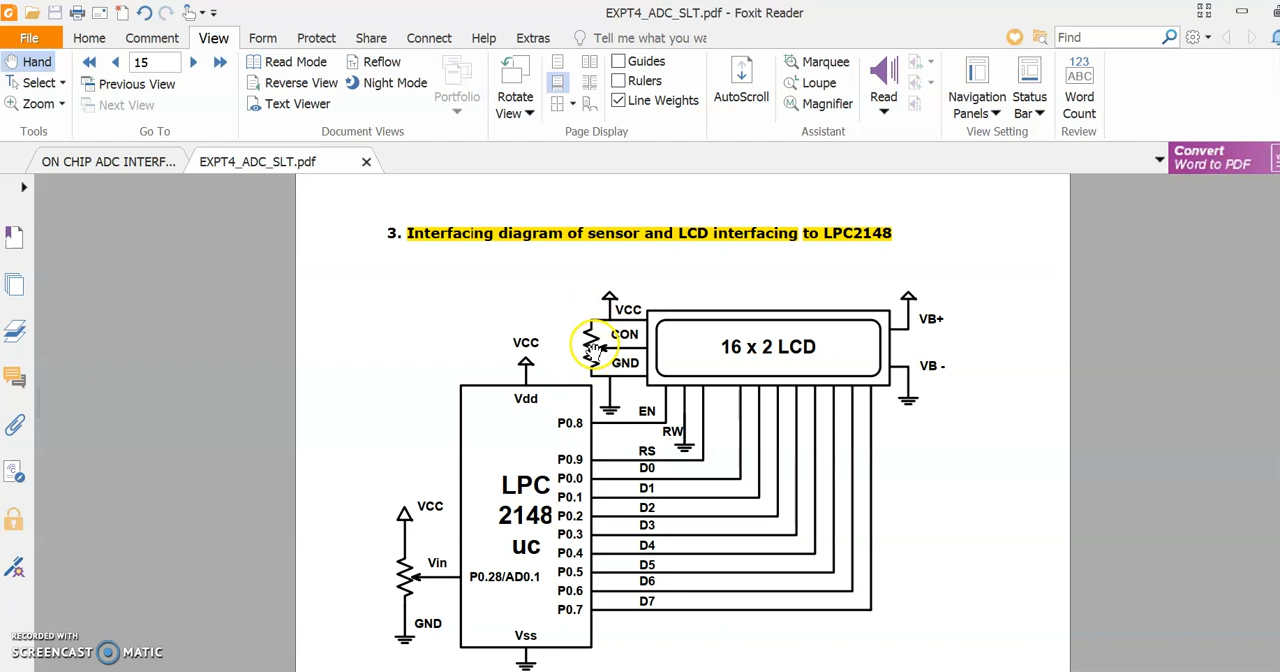 EXPT4_ADC_SLT.pdf - Foxit Reader
File Home Comment View Form Protect Share Connect Help Extras Tell me what you wa Find
Hand 15 Read Mode Reflow Guides Marquee 123
Select Previous View Reverse View Night Mode Rulers Loupe ABC
Zoom Next View Text Viewer Portfolio Rotate View Line Weights AutoScroll Magnifier Read Navigation Panels Status Bar Word Count
Tools Go To Document Views Page Display Assistant View Setting Review
ON CHIP ADC INTERF... EXPT4_ADC_SLT.pdf Convert
Word to PDF
3. Interfacing diagram of sensor and LCD interfacing to LPC2148
VCC VB+
CON 16 x 2 LCD
VCC
GND VB -
Vdd
EN
P0.8
RW
RS
P0.9
D0
P0.0
LPC
D1
P0.1
VCC
D2
2148 P0.2
D3
P0.3
uc
D4
P0.4
Vin
D5
P0.28/AD0.1 P0.5
D6
P0.6
D7
P0.7
GND
Vss
RECORDED WITH
SCREENCAST MATIC